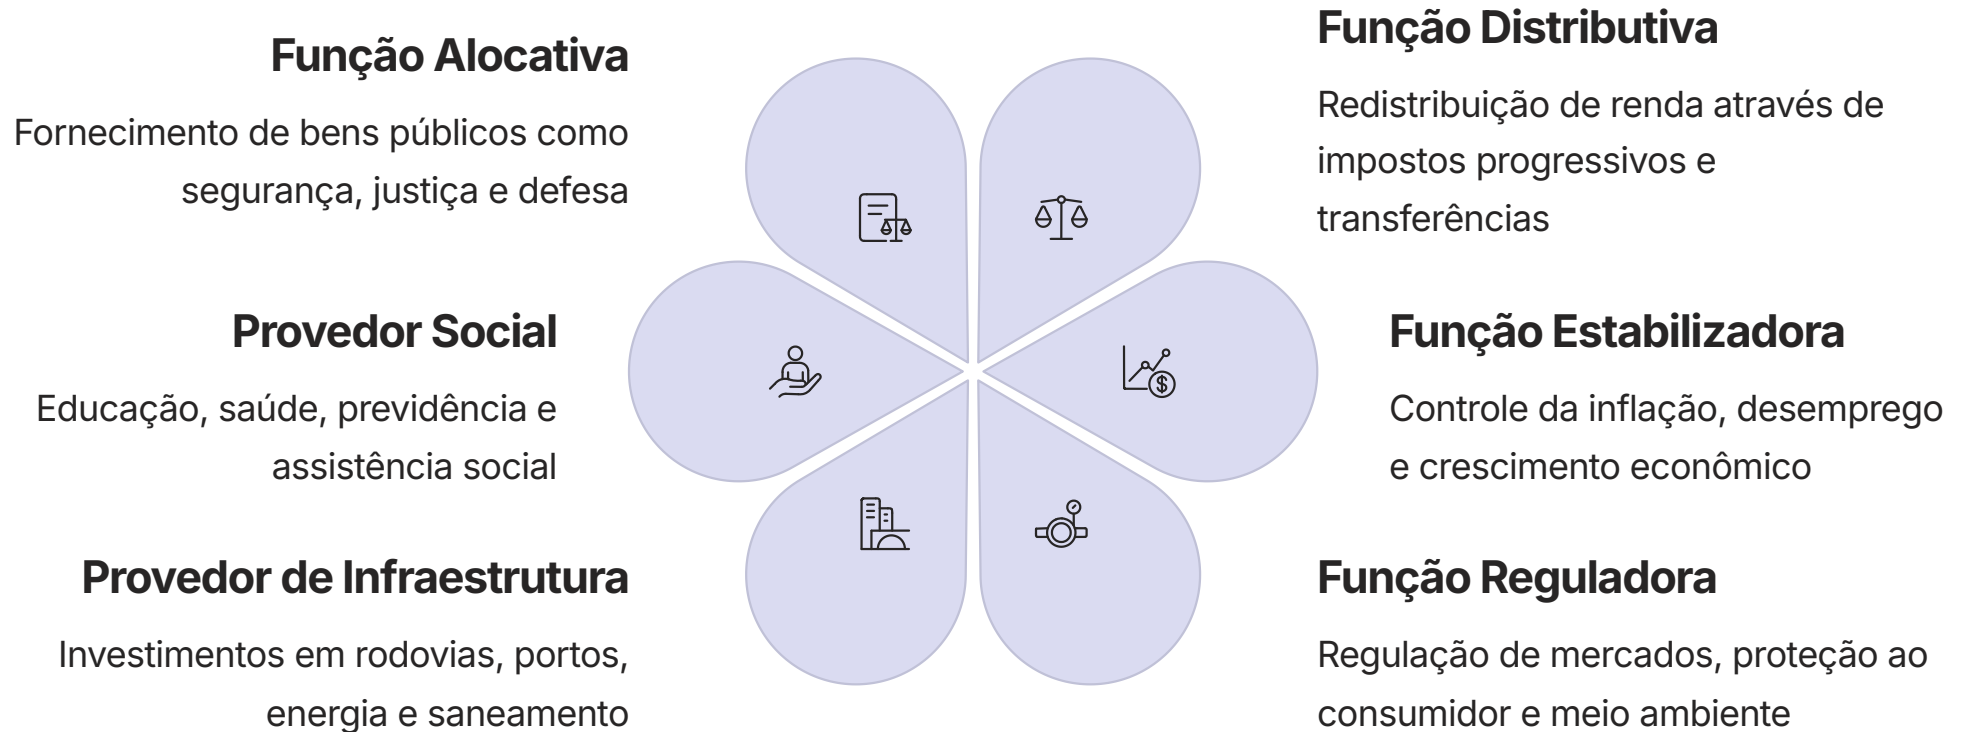 Função Alocativa
Fornecimento de bens públicos como
segurança, justiça e defesa
Função Distributiva
Redistribuição de renda através de
impostos progressivos e
transferências
Provedor Social
Educação, saúde, previdência e
assistência social
Função Estabilizadora
Controle da inflação, desemprego
e crescimento econômico
Provedor de Infraestrutura
Investimentos em rodovias, portos,
energia e saneamento
Função Reguladora
Regulação de mercados, proteção ao
consumidor e meio ambiente
$